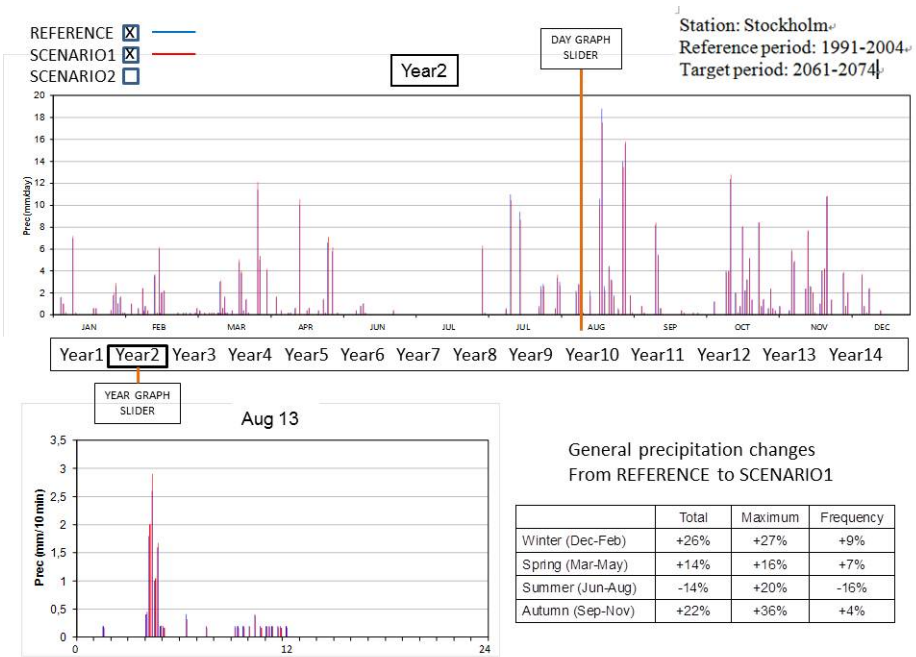 REFERENCE X
SCENARIO1 X
SCENARIO2
DAY GRAPH
SLIDER
Station: Stockholm
Reference period: 1991-2004
Target period: 2061-2074
Year2
Prec(mm/day)
20
18
16
14
12
10
8
6
4
2
0
JAN FEB MAR APR JUN JUL JUL AUG SEP OCT NOV DEC
Year1 Year2 Year3 Year4 Year5 Year6 Year7 Year8 Year9 Year10 Year11 Year12 Year13 Year14
YEAR GRAPH
SLIDER
Aug 13
Prec (mm/10 min)
3,5
3
2,5
2
1,5
1
0,5
0
0 12 24
General precipitation changes
From REFERENCE to SCENARIO1
Total Maximum Frequency
Winter (Dec-Feb) +26% +27% +9%
Spring (Mar-May) +14% +16% +7%
Summer (Jun-Aug) -14% +20% -16%
Autumn (Sep-Nov) +22% +36% +4%